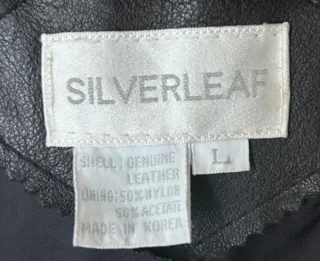 SILVERLEAF
SHELL: GENUINE
LEATHER
LINING: 50% NYLON
50% ACETATE
MADE IN KOREA
L